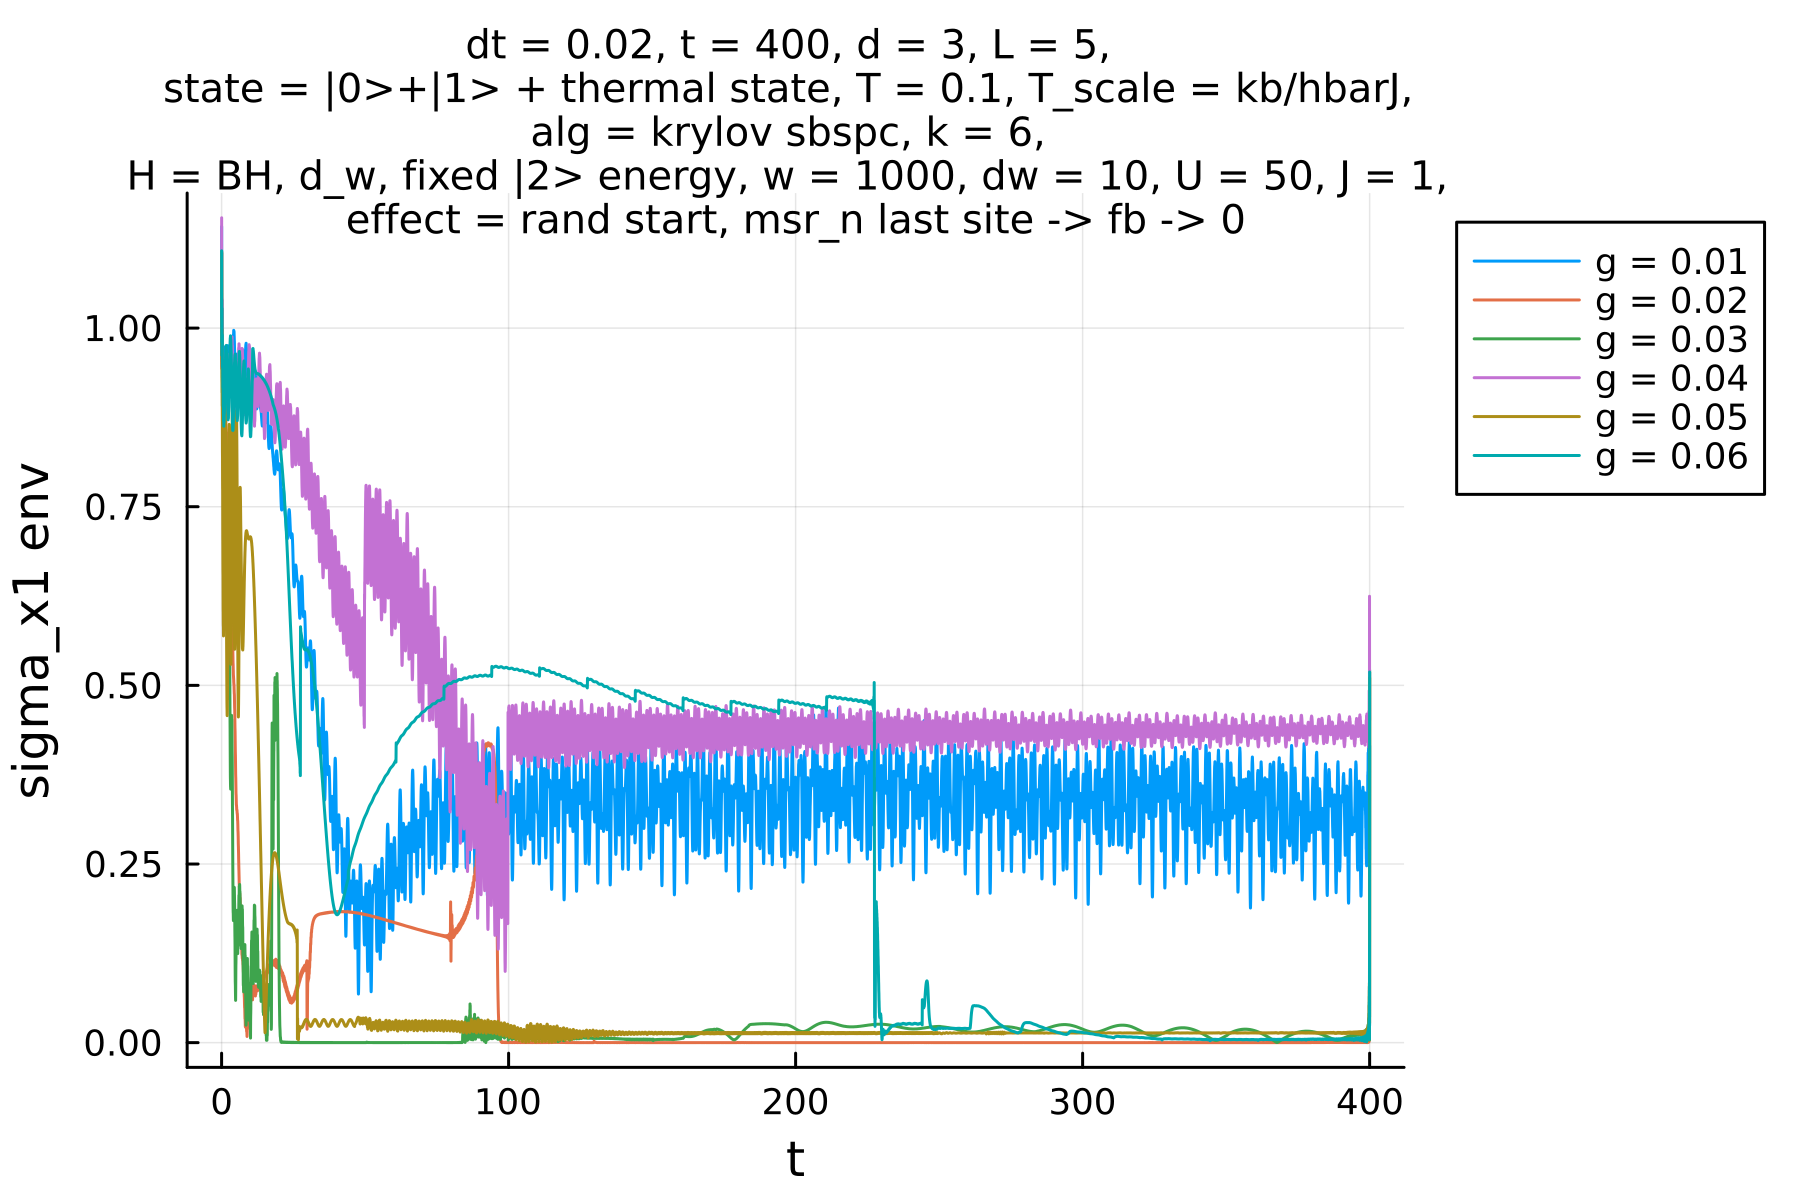 dt = 0.02, t = 400, d = 3, L = 5,
state = |0>+|1> + thermal state, T = 0.1, T_scale = kb/hbarJ,
alg = krylov sbspc, k = 6,
H = BH, d_w, fixed |2> energy, w = 1000, dw = 10, U = 50, J = 1,
effect = rand start, msr_n last site -> fb -> 0
g = 0.01
g = 0.02
g = 0.03
g = 0.04
g = 0.05
g = 0.06
sigma_x1 env
1.00
0.75
0.50
0.25
0.00
0 100 200 300 400
t